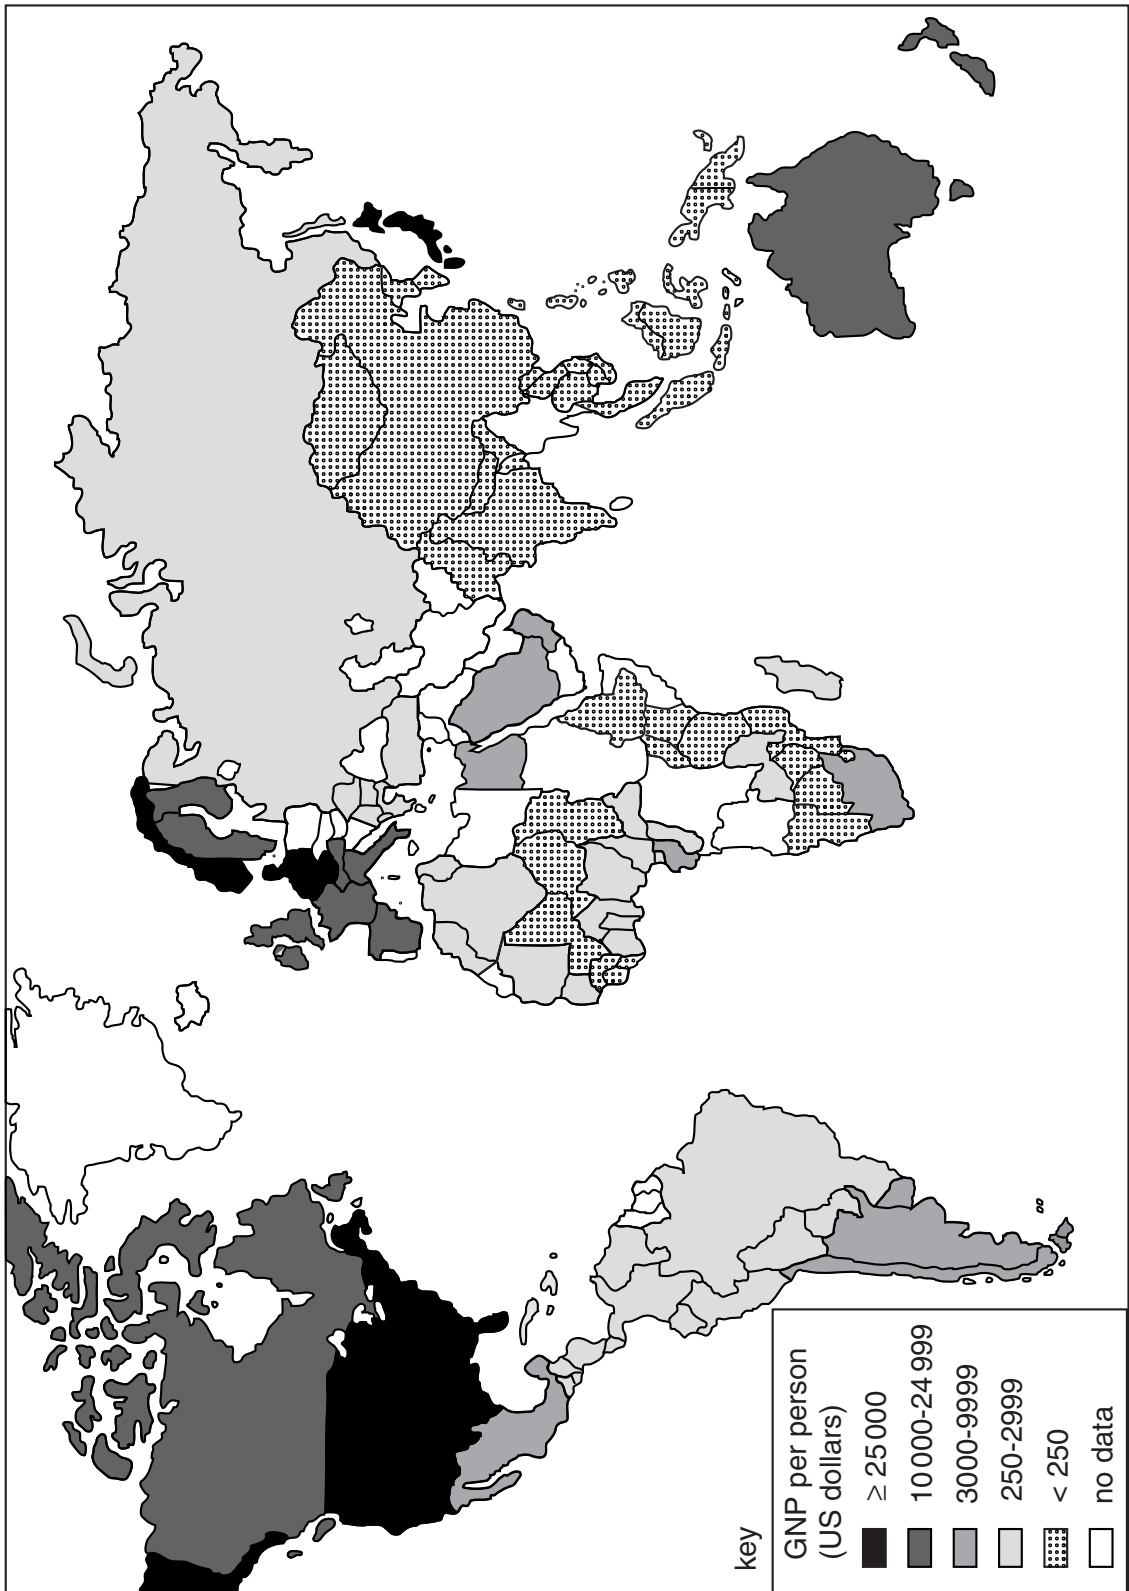 key
GNP per person
(US dollars)
≥ 25 000
10 000-24 999
3000-9999
250-2999
< 250
no data